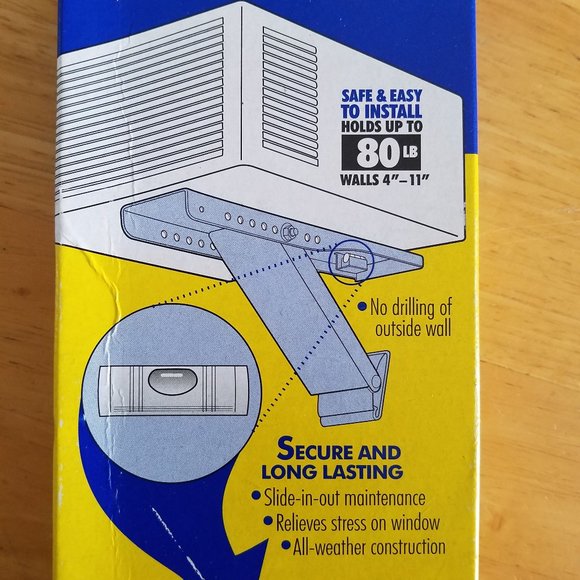 SAFE & EASY
TO INSTALL
HOLDS UP TO
80 LB
WALLS 4"–11"
• No drilling of
outside wall
SECURE AND
LONG LASTING
• Slide-in-out maintenance
• Relieves stress on window
• All-weather construction